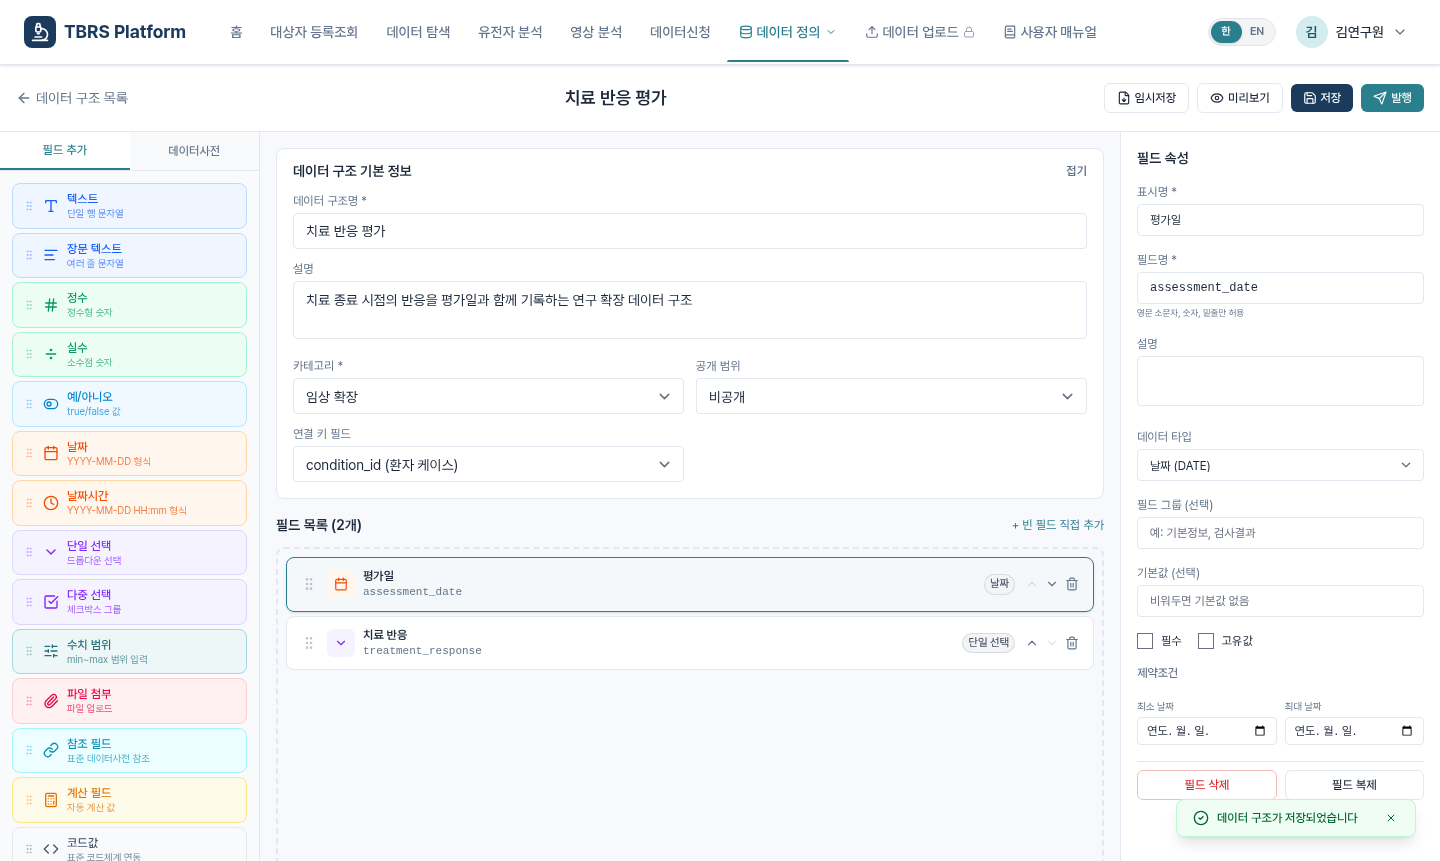 TBRS Platform
홈
대상자 등록조회
데이터 탐색
유전자 분석
영상 분석
데이터신청
데이터 정의
데이터 업로드
사용자 매뉴얼
한
EN
김
김연구원
데이터 구조 목록
치료 반응 평가
임시저장
미리보기
저장
발행
필드 추가
데이터사전
텍스트
단일 행 문자열
장문 텍스트
여러 줄 문자열
정수
정수형 숫자
실수
소수점 숫자
예/아니오
true/false 값
날짜
YYYY-MM-DD 형식
날짜시간
YYYY-MM-DD HH:mm 형식
단일 선택
드롭다운 선택
다중 선택
체크박스 그룹
수치 범위
min~max 범위 입력
파일 첨부
파일 업로드
참조 필드
표준 데이터사전 참조
계산 필드
자동 계산 값
코드값
표준 코드체계 연동
데이터 구조 기본 정보
접기
데이터 구조명 *
치료 반응 평가
설명
치료 종료 시점의 반응을 평가일과 함께 기록하는 연구 확장 데이터 구조
카테고리 *
공개 범위
임상 확장
비공개
연결 키 필드
condition_id (환자 케이스)
필드 목록 (2개)
+ 빈 필드 직접 추가
평가일
assessment_date
날짜
치료 반응
treatment_response
단일 선택
필드 속성
표시명 *
평가일
필드명 *
assessment_date
영문 소문자, 숫자, 밑줄만 허용
설명
데이터 타입
날짜 (DATE)
필드 그룹 (선택)
예: 기본정보, 검사결과
기본값 (선택)
비워두면 기본값 없음
필수
고유값
제약조건
최소 날짜
최대 날짜
연도. 월. 일.
연도. 월. 일.
필드 삭제
필드 복제
데이터 구조가 저장되었습니다